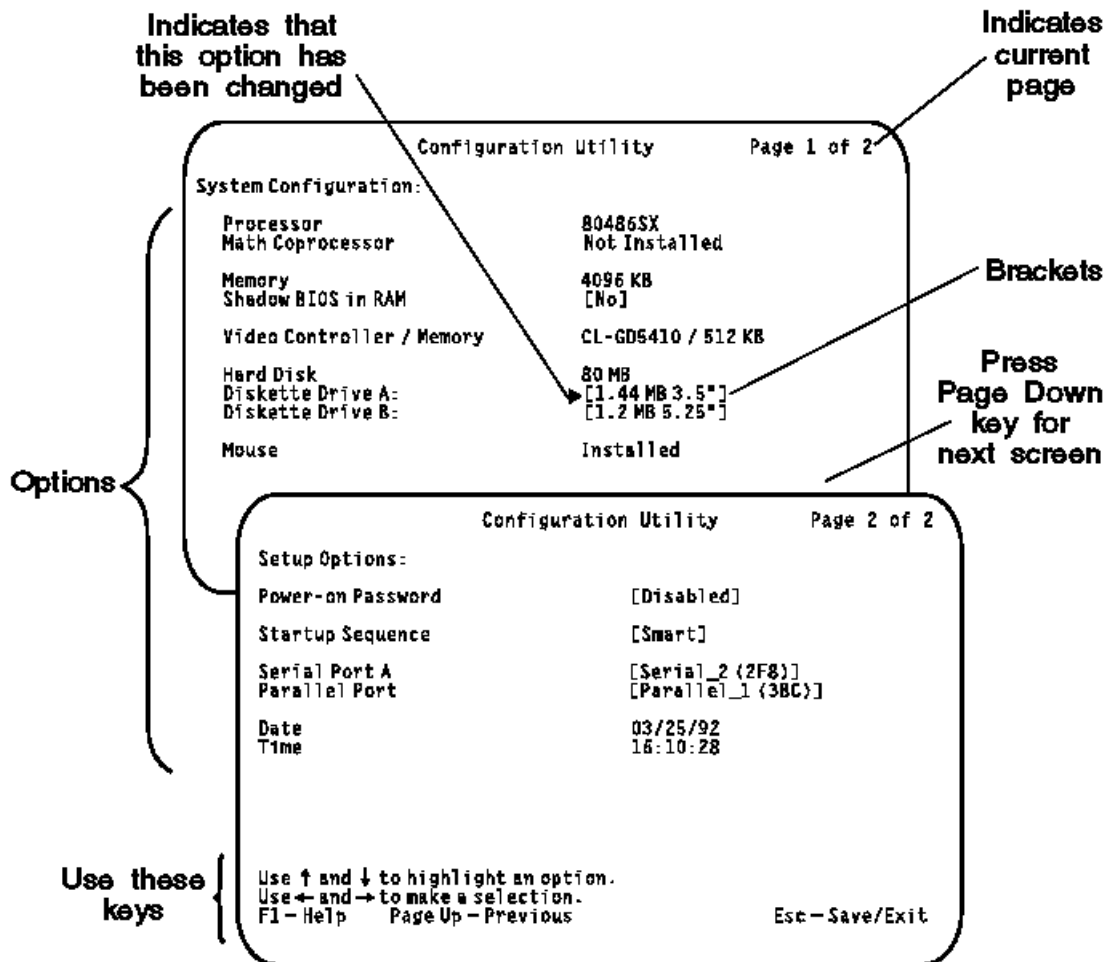 Indicates that
this option has
been changed
Indicates
current
page
Configuration Utility Page 1 of 2
System Configuration:
Processor 80486SX
Math Coprocessor Not Installed
Memory 4096 KB
Shadow BIOS in RAM [No]
Brackets
Video Controller / Memory CL-GD5410 / 512 KB
Hard Disk 80 MB
Diskette Drive A: ▶[1.44 MB 3.5"]
Diskette Drive B: [1.2 MB 5.25"]
Press
Page Down
key for
next screen
Mouse Installed
Options
Configuration Utility Page 2 of 2
Setup Options:
Power-on Password [Disabled]
Startup Sequence [Smart]
Serial Port A [Serial_2 (2F8)]
Parallel Port [Parallel_1 (3BC)]
Date 03/25/92
Time 16:10:28
Use these
keys
Use ↑ and ↓ to highlight an option.
Use ← and → to make a selection.
F1 – Help Page Up – Previous Esc – Save/Exit